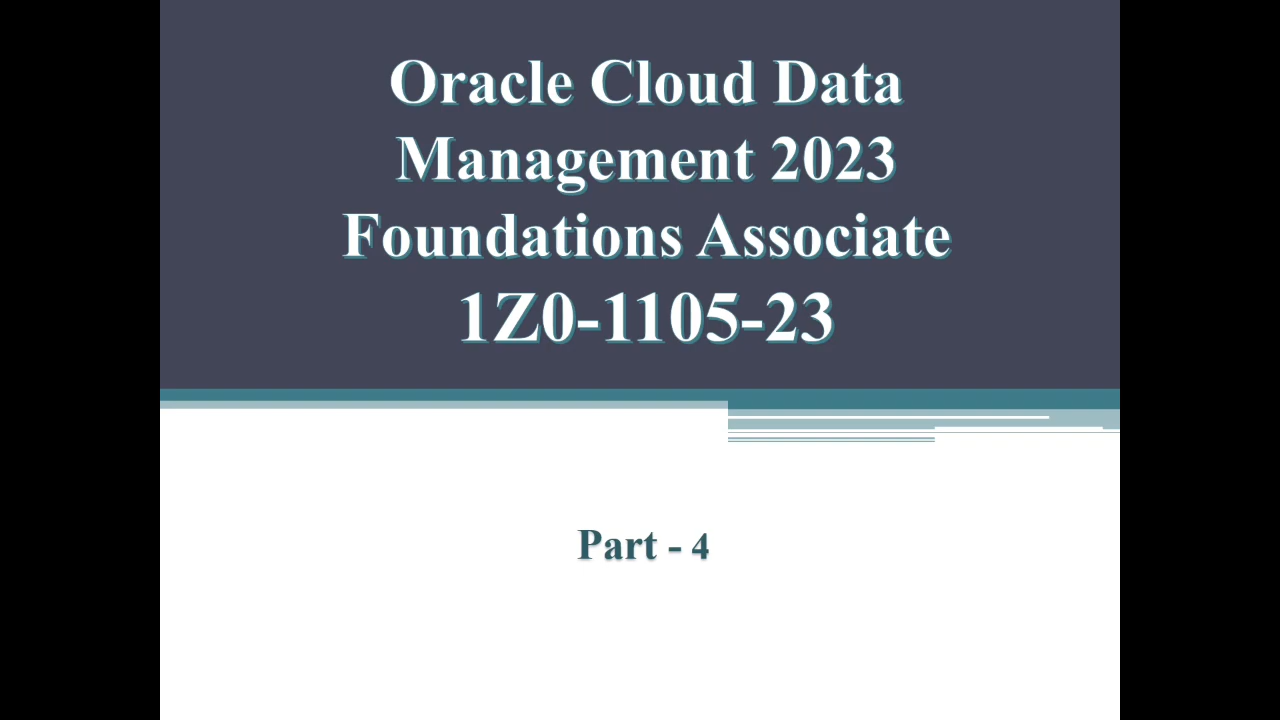 Oracle Cloud Data
Management 2023
Foundations Associate
1Z0-1105-23
Part - 4